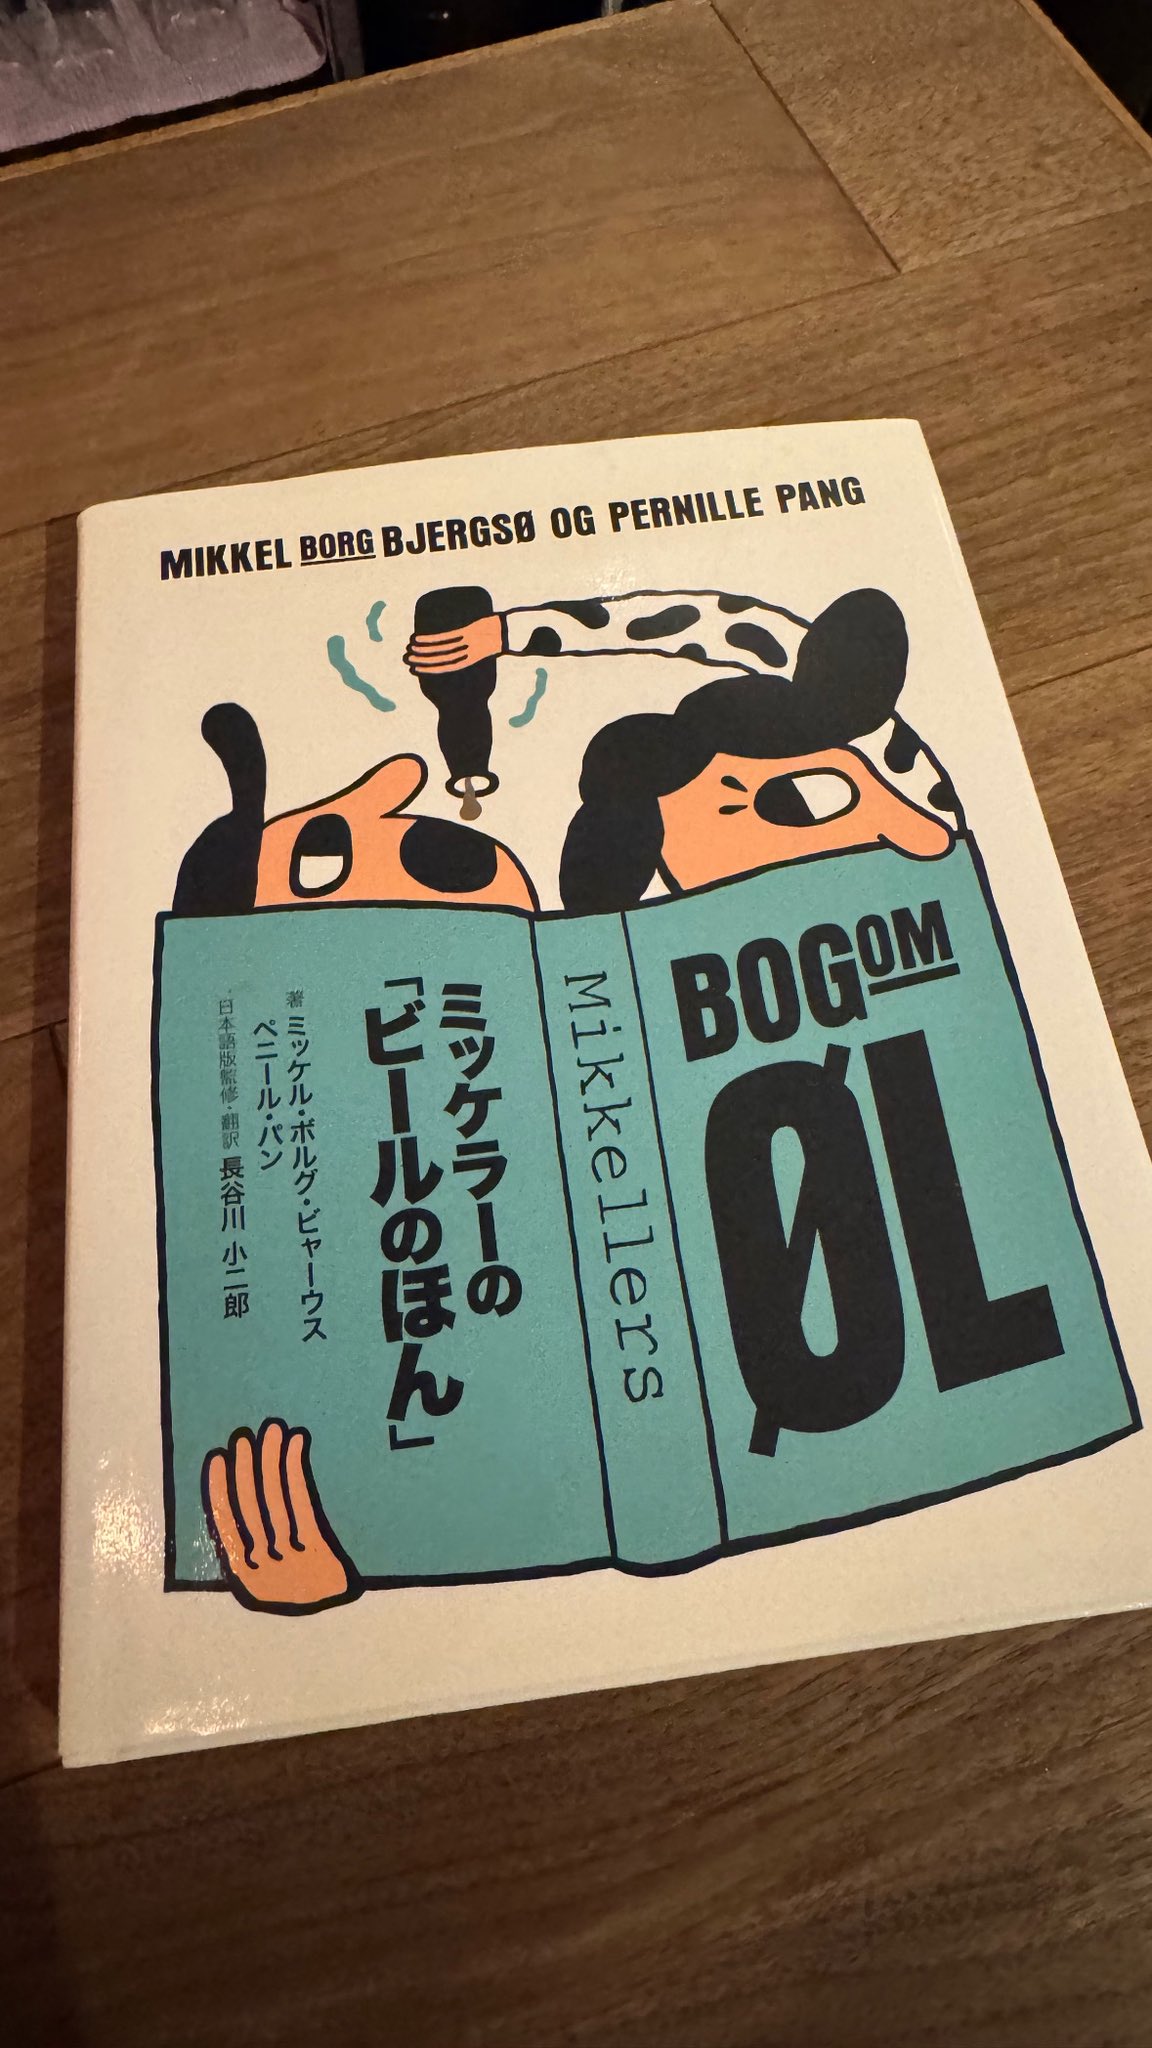 MIKKEL BORG BJERGSØ OG PERNILLE PANG
BOG OM
ØL
Mikkellers
ミッケラーの
「ビールのほん」
著 ミッケル・ボルグ・ビャーウス
ペニール・パン
日本語版監修・翻訳 長谷川 小二郎